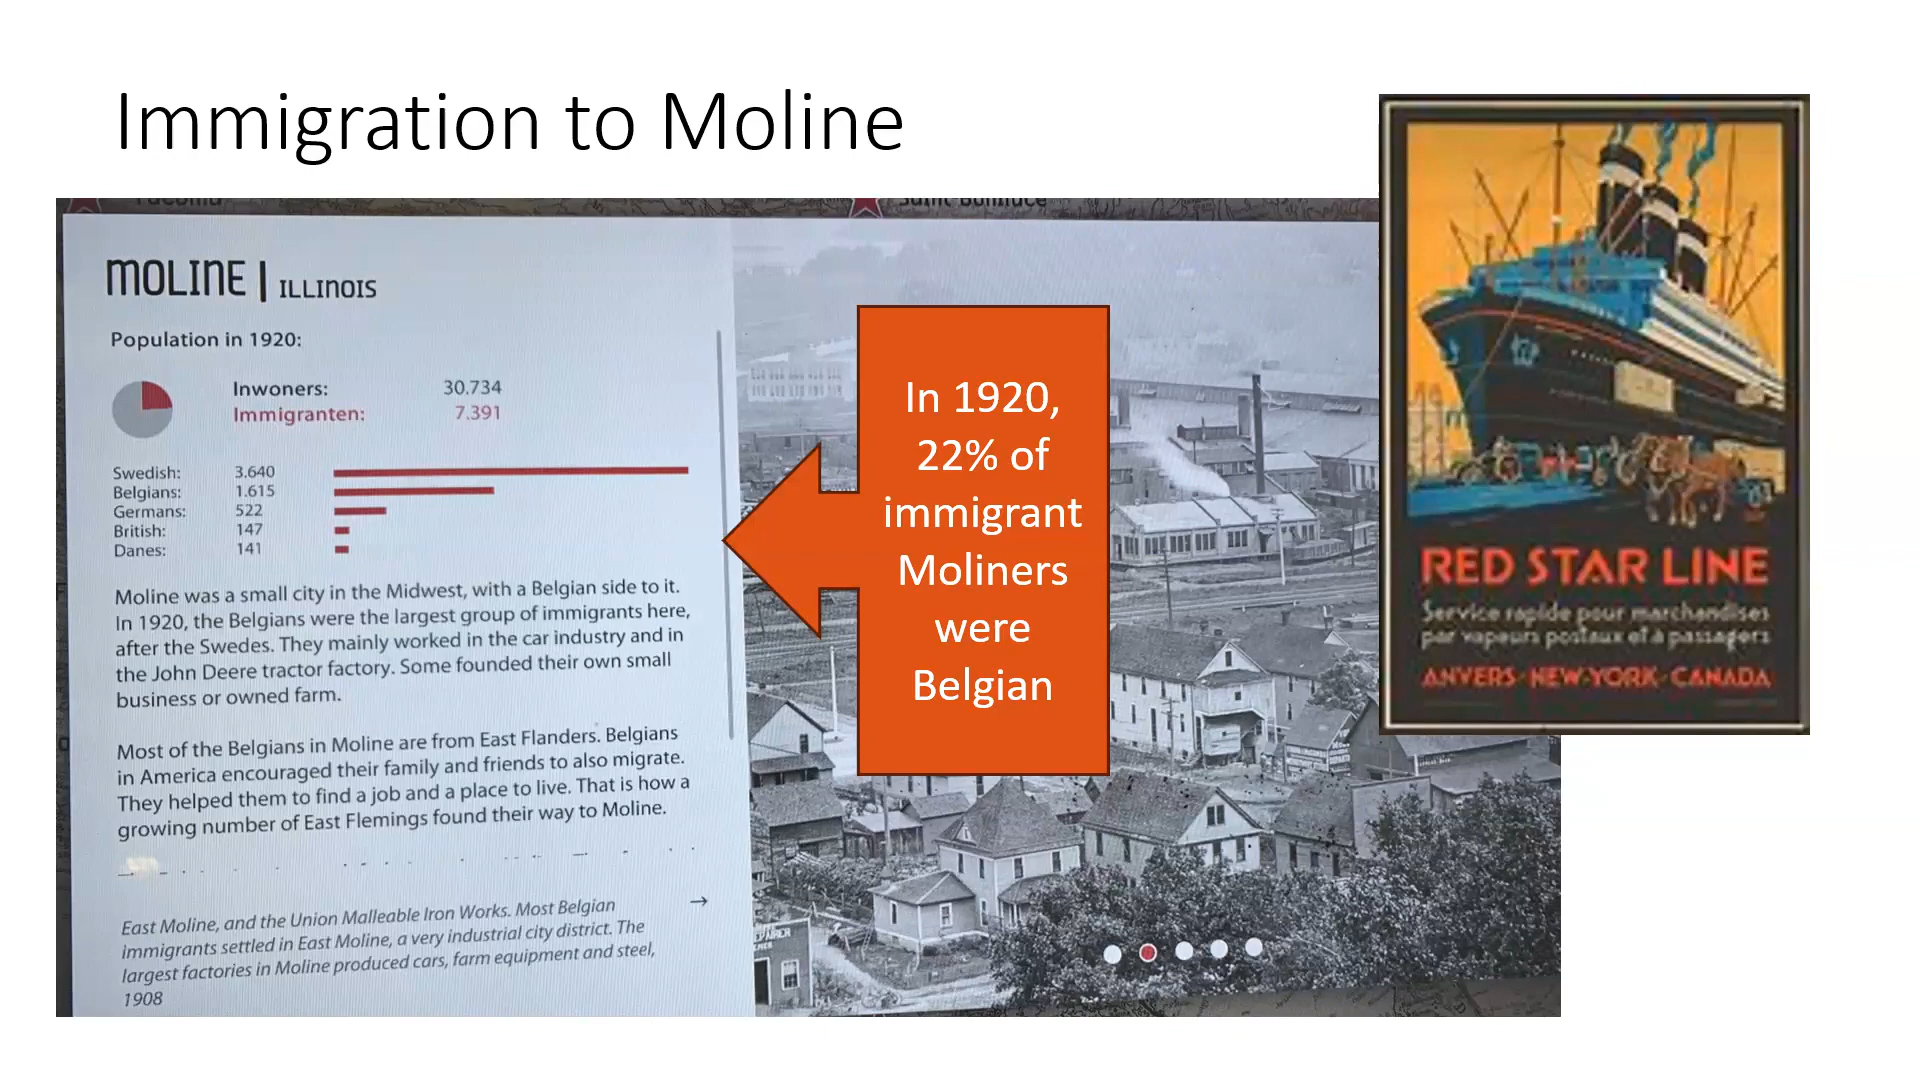 Immigration to Moline
Saint Boniface
MOLINE | ILLINOIS
Population in 1920:
Inwoners: 30.734
Immigranten: 7.391
Swedish: 3.640
Belgians: 1.615
Germans: 522
British: 147
Danes: 141
Moline was a small city in the Midwest, with a Belgian side to it.
In 1920, the Belgians were the largest group of immigrants here,
after the Swedes. They mainly worked in the car industry and in
the John Deere tractor factory. Some founded their own small
business or owned farm.
Most of the Belgians in Moline are from East Flanders. Belgians
in America encouraged their family and friends to also migrate.
They helped them to find a job and a place to live. That is how a
growing number of East Flemings found their way to Moline.
East Moline, and the Union Malleable Iron Works. Most Belgian
immigrants settled in East Moline, a very industrial city district. The
largest factories in Moline produced cars, farm equipment and steel,
1908
→
In 1920,
22% of
immigrant
Moliners
were
Belgian
RED STAR LINE
Service rapide pour marchandises
par vapeurs postaux et à passagers
ANVERS-NEW-YORK-CANADA